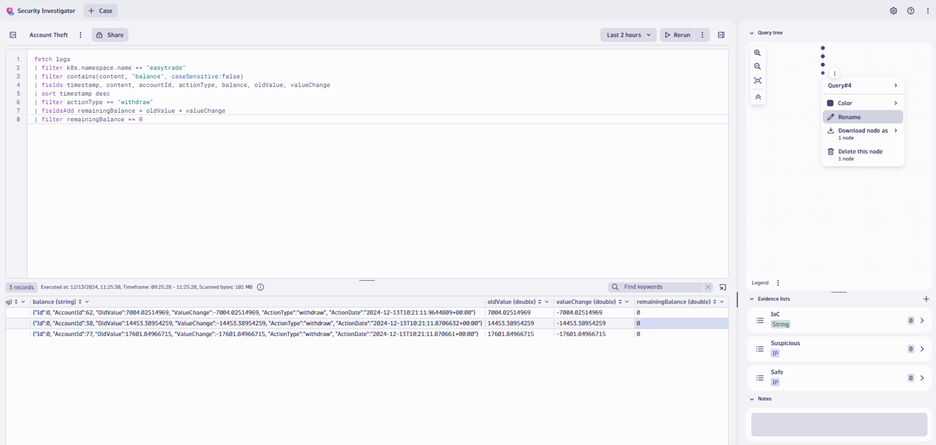 Security Investigator
+ Case
Account Theft
Share
Last 2 hours
Rerun
1 fetch logs
2 | filter k8s.namespace.name == "easytrade"
3 | filter contains(content, "balance", caseSensitive:false)
4 | fields timestamp, content, accountId, actionType, balance, oldValue, valueChange
5 | sort timestamp desc
6 | filter actionType == "withdraw"
7 | fieldsAdd remainingBalance = oldValue + valueChange
8 | filter remainingBalance == 0
3 records
Executed at: 12/13/2024, 11:25:30, Timeframe: 09:25:28 - 11:25:28, Scanned bytes: 101 MB
Find keywords
g) balance (string) oldValue (double) valueChange (double) remainingBalance (double)
{"Id":0, "AccountId":62, "OldValue":7004.02514969, "ValueChange":-7004.02514969, "ActionType":"withdraw", "ActionDate":"2024-12-13T10:21:11.9644809+00:00"} 7004.02514969 -7004.02514969 0
{"Id":0, "AccountId":38, "OldValue":14453.38954259, "ValueChange":-14453.38954259, "ActionType":"withdraw", "ActionDate":"2024-12-13T10:21:11.8706632+00:00"} 14453.38954259 -14453.38954259 0
{"Id":0, "AccountId":77, "OldValue":17601.84966715, "ValueChange":-17601.84966715, "ActionType":"withdraw", "ActionDate":"2024-12-13T10:21:11.870661+00:00"} 17601.84966715 -17601.84966715 0
Query tree
Query#4
Color
Rename
Download node as
1 node
Delete this node
1 node
Legend
Evidence lists
IoC
String
0
Suspicious
IP
0
Safe
IP
0
Notes